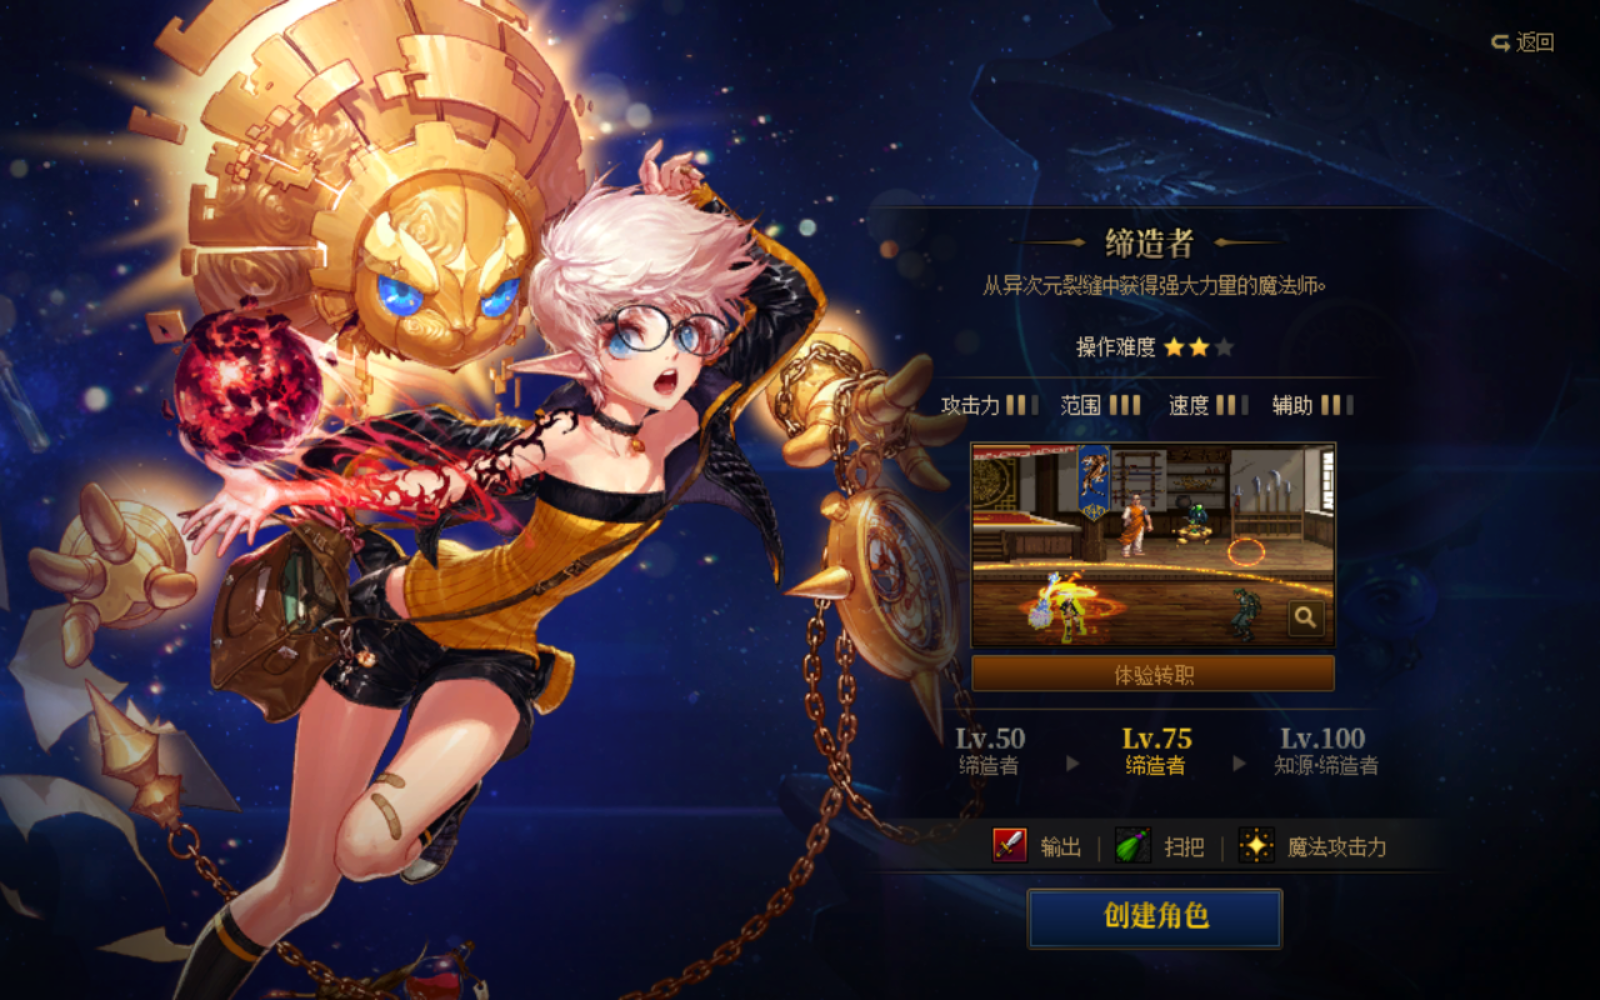 返回
缔造者
从异次元裂缝中获得强大力量的魔法师。
操作难度
攻击力 范围 速度 辅助
体验转职
Lv.50 Lv.75 Lv.100
缔造者 缔造者 知源·缔造者
输出 | 扫把 | 魔法攻击力
创建角色